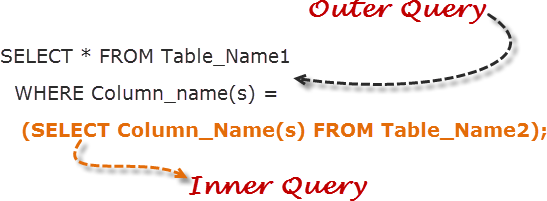 Outer Query
SELECT * FROM Table_Name1
WHERE Column_name(s) =
(SELECT Column_Name(s) FROM Table_Name2);
Inner Query